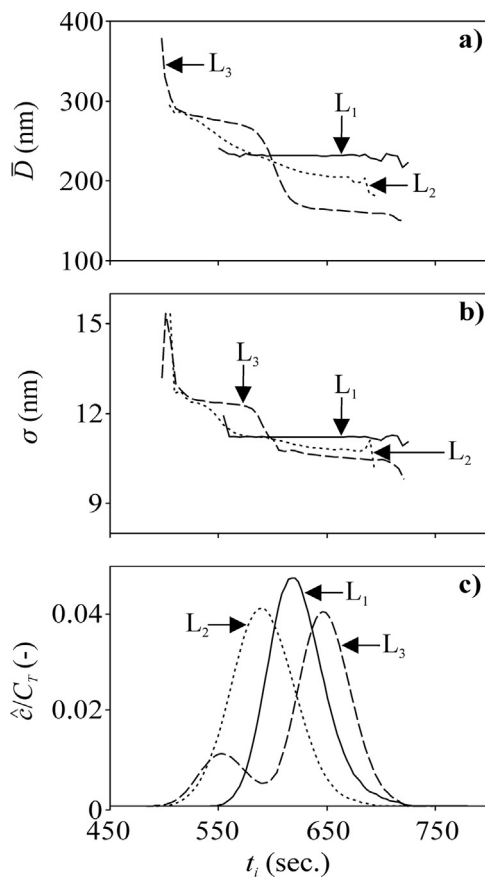 400
a)
L3
300
L1
D̅ (nm)
200
L2
100
b)
15
L3
L1
12
σ (nm)
L2
9
c)
L1
0.04
L2
L3
ĉ/CT (-)
0.02
0
450 550 650 750
ti (sec.)